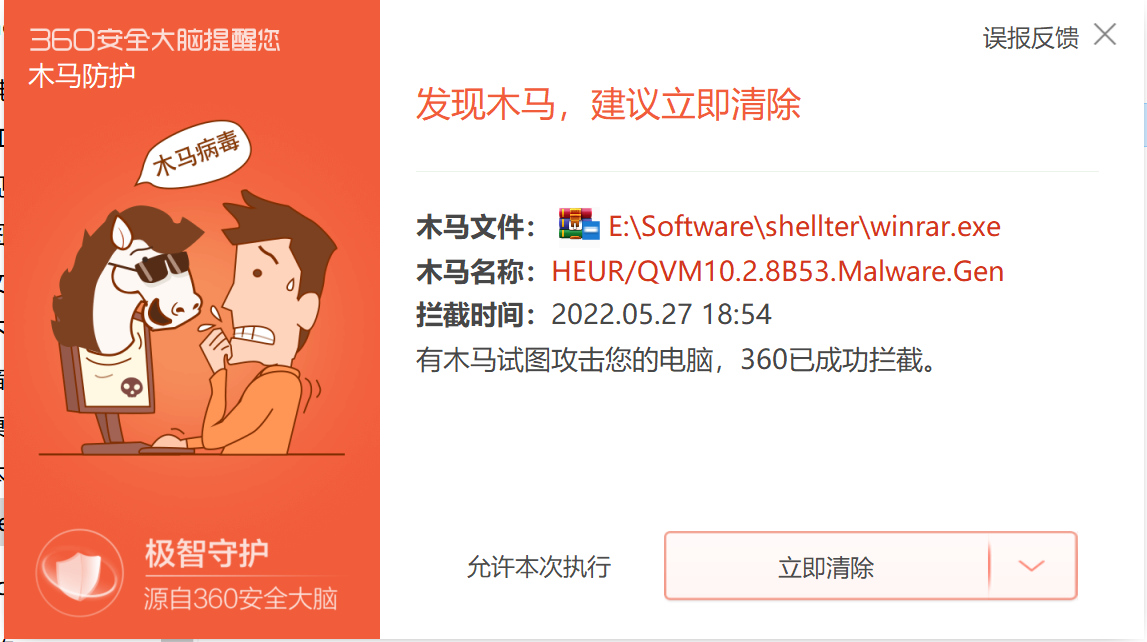 360安全大脑提醒您
木马防护
误报反馈
发现木马，建议立即清除
木马病毒
木马文件： E:\Software\shellter\winrar.exe
木马名称：HEUR/QVM10.2.8B53.Malware.Gen
拦截时间：2022.05.27 18:54
有木马试图攻击您的电脑，360已成功拦截。
极智守护
源自360安全大脑
允许本次执行
立即清除